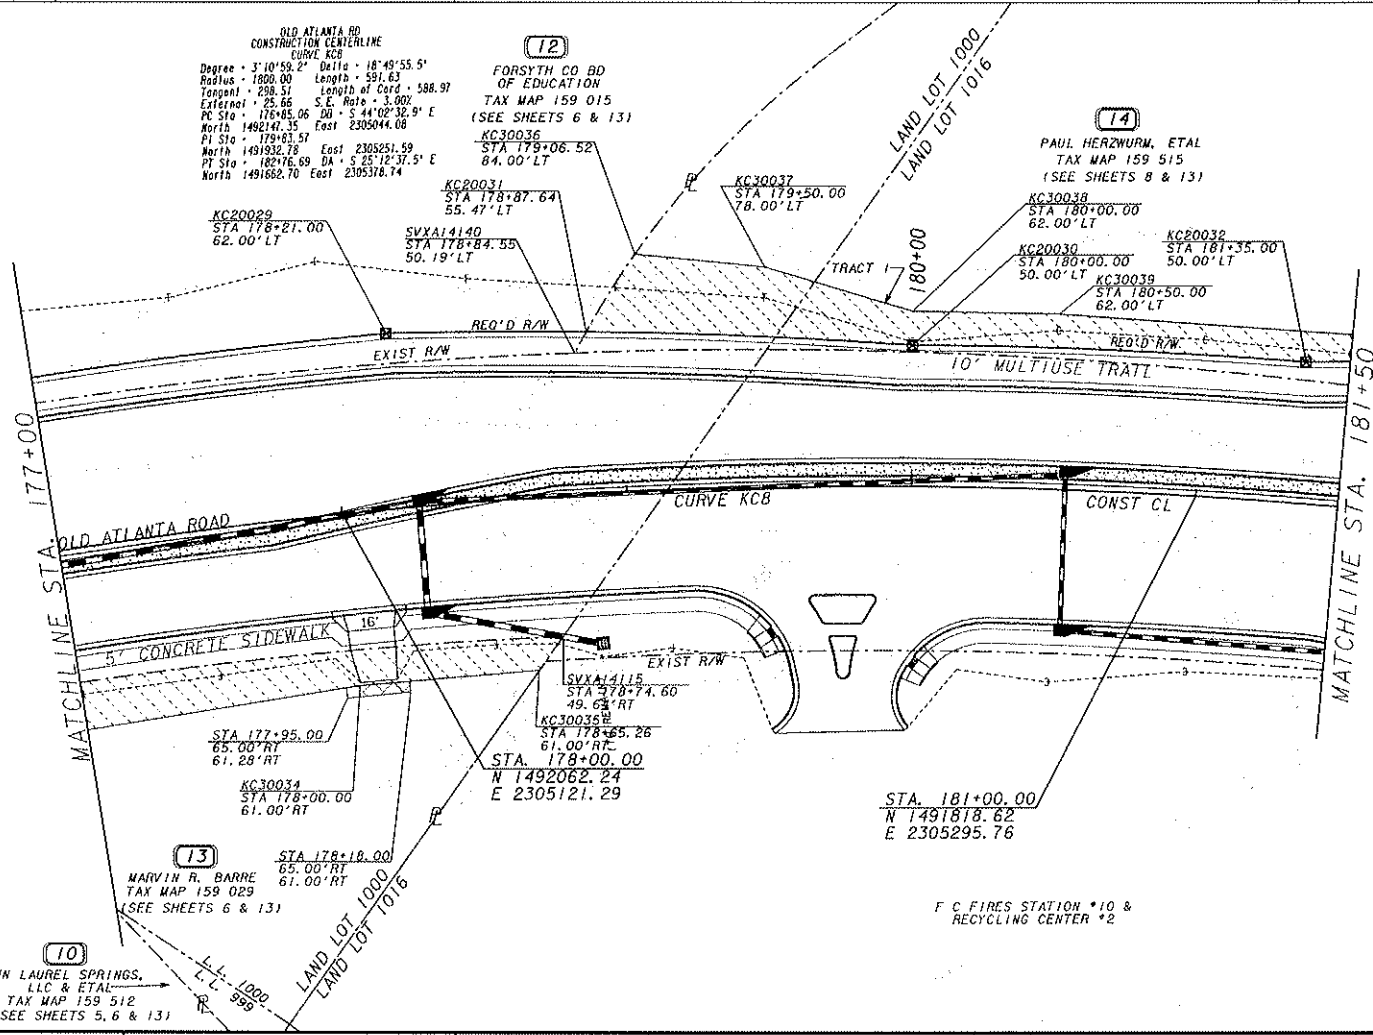 OLD ATLANTA RD
CONSTRUCTION CENTERLINE
CURVE KC8
Degree · 3°10'59.2" Delta · 18°49'55.5"
Radius · 1800.00 Length · 591.63
Tangent · 298.51 Length of Cord · 588.97
External · 25.66 S.E. Rate · 3.00%
PC Sta · 176+85.06 DB · S 44°02'32.9" E
North 1492147.35 East 2305044.08
PI Sta · 179+83.57
North 1491932.78 East 2305251.59
PT Sta · 182+76.69 DA · S 25°12'37.5" E
North 1491662.70 East 2305378.74
12
FORSYTH CO BD
OF EDUCATION
TAX MAP 159 015
(SEE SHEETS 6 & 13)
KC30036
STA 179+06.52
84.00'LT
LAND LOT 1000
LAND LOT 1016
14
PAUL HERZWURM, ETAL
TAX MAP 159 515
(SEE SHEETS 8 & 13)
KC20029
STA 178+21.00
62.00'LT
KC20031
STA 178+87.64
55.47'LT
SVXA14140
STA 178+84.55
50.19'LT
KC30037
STA 179+50.00
78.00'LT
KC30038
STA 180+00.00
62.00'LT
KC20030
STA 180+00.00
50.00'LT
KC20032
STA 181+35.00
50.00'LT
KC30039
STA 180+50.00
62.00'LT
TRACT 1
180+00
REQ'D R/W
EXIST R/W
REQ'D R/W
10' MULTIUSE TRAIL
MATCHLINE STA. 177+00
MATCHLINE STA. 181+50
OLD ATLANTA ROAD
CURVE KC8
CONST CL
5' CONCRETE SIDEWALK
16'
EXIST R/W
SVXA14115
STA 178+74.60
49.63'RT
KC30035
STA 178+65.26
61.00'RT
STA 177+95.00
65.00'RT
61.28'RT
KC30034
STA 178+00.00
61.00'RT
STA. 178+00.00
N 1492062.24
E 2305121.29
STA. 181+00.00
N 1491818.62
E 2305295.76
13
MARVIN R. BARRE
TAX MAP 159 029
(SEE SHEETS 6 & 13)
STA 178+18.00
65.00'RT
61.00'RT
LAND LOT 1000
LAND LOT 1016
F C FIRES STATION #10 &
RECYCLING CENTER #2
10
IN LAUREL SPRINGS,
LLC & ETAL
TAX MAP 159 512
SEE SHEETS 5, 6 & 13)
L.L. 1000
L.L. 999